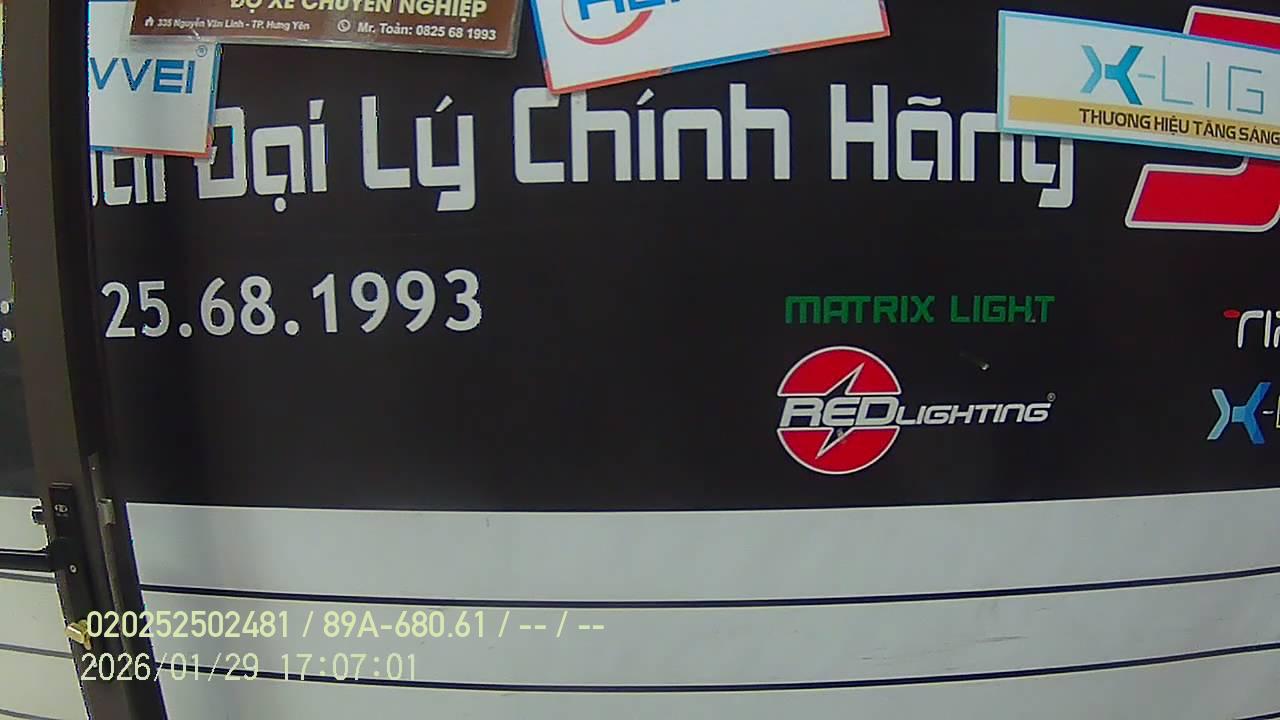 ĐỘ XE CHUYÊN NGHIỆP
335 Nguyễn Văn Linh - TP. Hưng Yên
Mr. Toàn: 0825 68 1993
X-LIG
THƯƠNG HIỆU TĂNG SÁNG
Đại Lý Chính Hãng
25.68.1993
MATRIX LIGHT
REDLIGHTING®
X-
020252502481 / 89A-680.61 / -- / --
2026/01/29 17:07:01